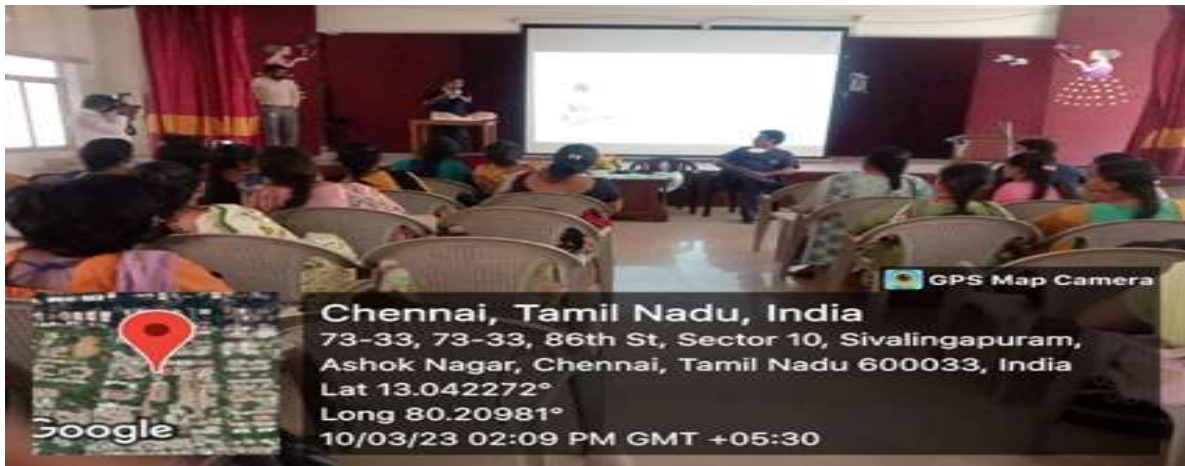 GPS Map Camera
Chennai, Tamil Nadu, India
73-33, 73-33, 86th St, Sector 10, Sivalingapuram,
Ashok Nagar, Chennai, Tamil Nadu 600033, India
Lat 13.042272°
Long 80.20981°
10/03/23 02:09 PM GMT +05:30
Google